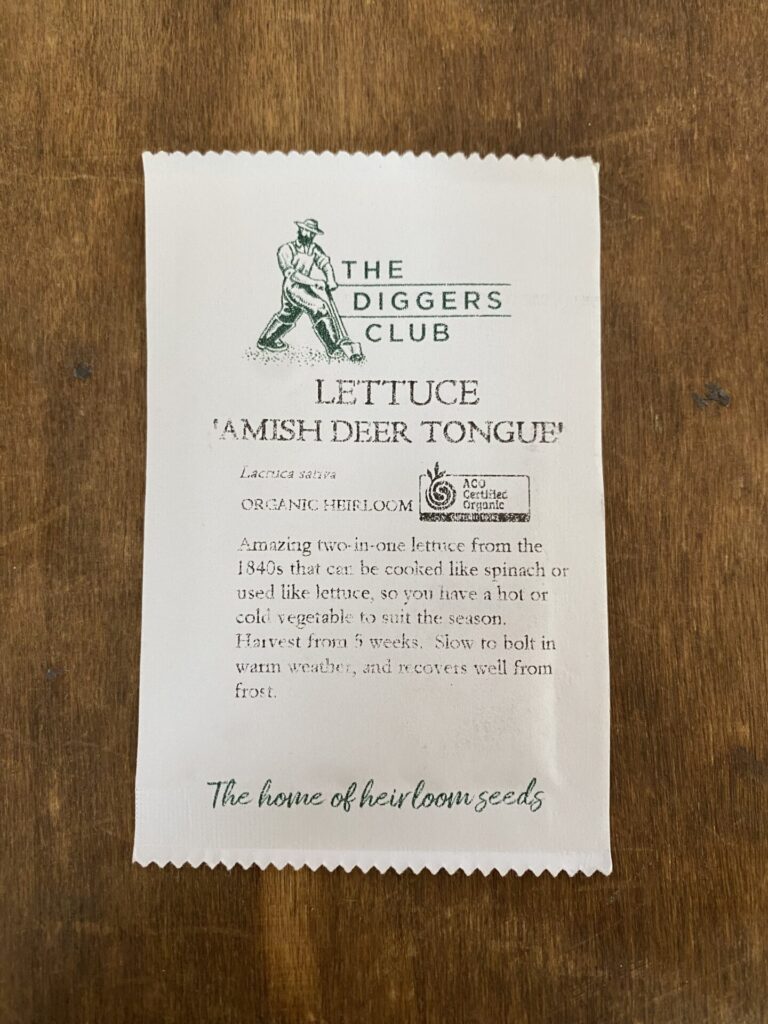 THE
DIGGERS
CLUB
LETTUCE
'AMISH DEER TONGUE'
Lactuca sativa
ORGANIC HEIRLOOM
ACO
Certified
Organic
Amazing two-in-one lettuce from the
1840s that can be cooked like spinach or
used like lettuce, so you have a hot or
cold vegetable to suit the season.
Harvest from 5 weeks. Slow to bolt in
warm weather, and recovers well from
frost.
The home of heirloom seeds